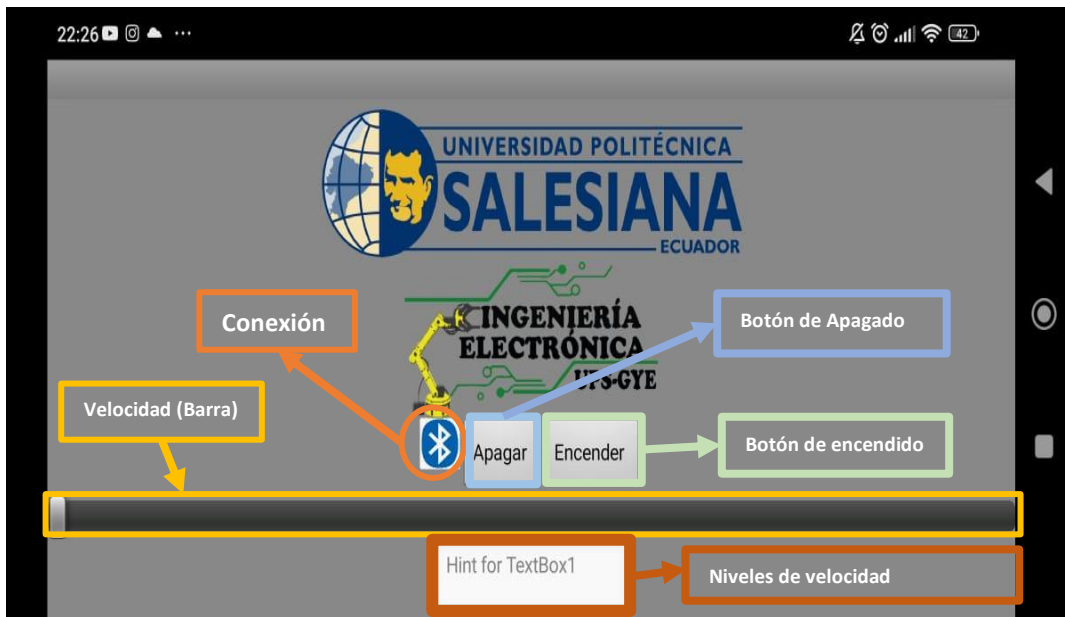 22:26
42
UNIVERSIDAD POLITÉCNICA
SALESIANA
ECUADOR
INGENIERÍA
ELECTRÓNICA
UPS-GYE
Conexión
Botón de Apagado
Velocidad (Barra)
Apagar
Encender
Botón de encendido
Hint for TextBox1
Niveles de velocidad